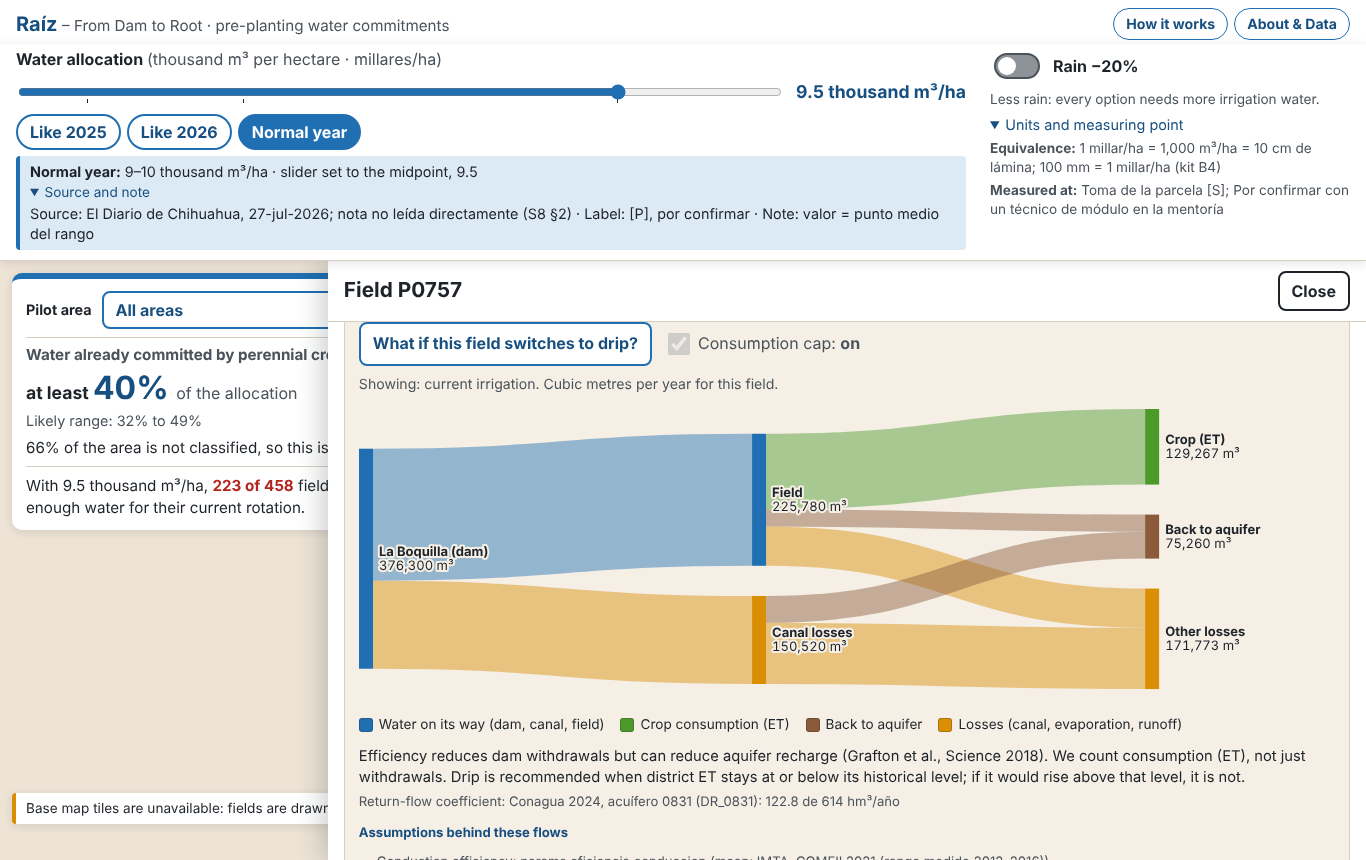 Raíz – From Dam to Root · pre-planting water commitments
How it works
About & Data
Water allocation (thousand m³ per hectare · millares/ha)
9.5 thousand m³/ha
Like 2025
Like 2026
Normal year
Normal year: 9–10 thousand m³/ha · slider set to the midpoint, 9.5
▼ Source and note
Source: El Diario de Chihuahua, 27-jul-2026; nota no leída directamente (S8 §2) · Label: [P], por confirmar · Note: valor = punto medio
del rango
Rain −20%
Less rain: every option needs more irrigation water.
▼ Units and measuring point
Equivalence: 1 millar/ha = 1,000 m³/ha = 10 cm de
lámina; 100 mm = 1 millar/ha (kit B4)
Measured at: Toma de la parcela [S]; Por confirmar con
un técnico de módulo en la mentoría
Pilot area
All areas
Water already committed by perennial
at least 40% of the allocation
Likely range: 32% to 49%
66% of the area is not classified, so this is
With 9.5 thousand m³/ha, 223 of 458 field
enough water for their current rotation.
Base map tiles are unavailable: fields are
Field P0757
Close
What if this field switches to drip?
Consumption cap: on
Showing: current irrigation. Cubic metres per year for this field.
La Boquilla (dam)
376,300 m³
Field
225,780 m³
Canal losses
150,520 m³
Crop (ET)
129,267 m³
Back to aquifer
75,260 m³
Other losses
171,773 m³
Water on its way (dam, canal, field)
Crop consumption (ET)
Back to aquifer
Losses (canal, evaporation, runoff)
Efficiency reduces dam withdrawals but can reduce aquifer recharge (Grafton et al., Science 2018). We count consumption (ET), not just
withdrawals. Drip is recommended when district ET stays at or below its historical level; if it would rise above that level, it is not.
Return-flow coefficient: Conagua 2024, acuífero 0831 (DR_0831): 122.8 de 614 hm³/año
Assumptions behind these flows